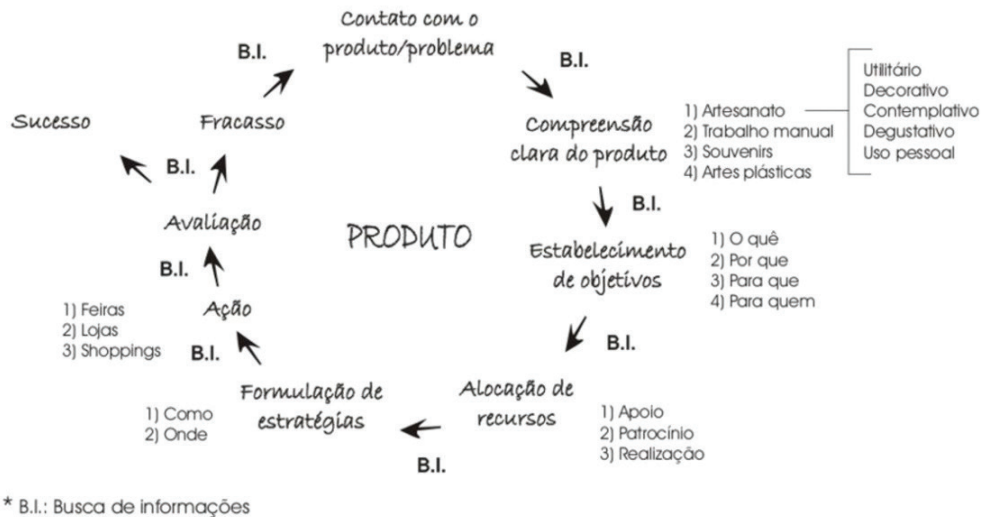 Contato com o
produto/problema
B.I.
B.I.
Compreensão
clara do produto
1) Artesanato
2) Trabalho manual
3) Souvenirs
4) Artes plásticas
Utilitário
Decorativo
Contemplativo
Degustativo
Uso pessoal
B.I.
Estabelecimento
de objetivos
1) O quê
2) Por que
3) Para que
4) Para quem
B.I.
Alocação de
recursos
1) Apoio
2) Patrocínio
3) Realização
B.I.
Formulação de
estratégias
1) Como
2) Onde
B.I.
Ação
1) Feiras
2) Lojas
3) Shoppings
B.I.
Avaliação
B.I.
Sucesso
Fracasso
PRODUTO
* B.I.: Busca de informações